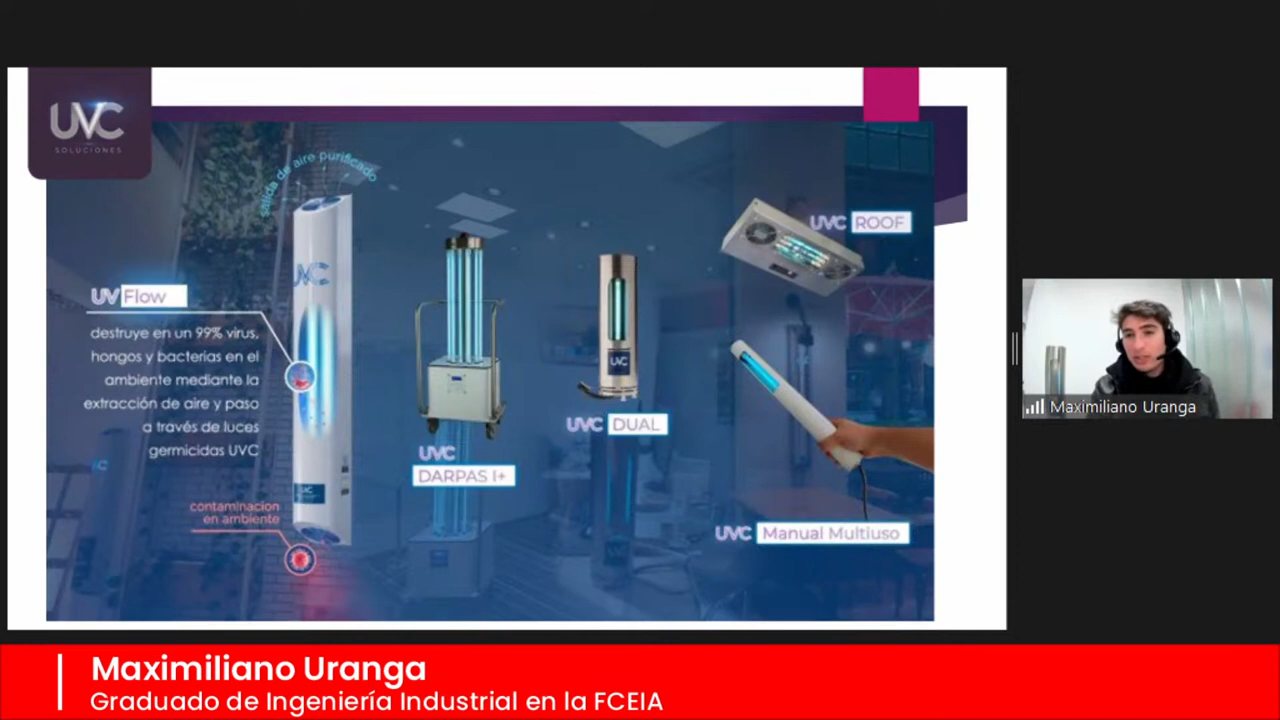 UVC
SOLUCIONES
salida de aire purificado
UVC
UV Flow
destruye en un 99% virus,
hongos y bacterias en el
ambiente mediante la
extracción de aire y paso
a través de luces
germicidas UVC
contaminacion
en ambiente
UVC
DARPAS I+
UVC
UVC DUAL
UVC ROOF
UVC Manual Multiuso
Maximiliano Uranga
Maximiliano Uranga
Graduado de Ingeniería Industrial en la FCEIA